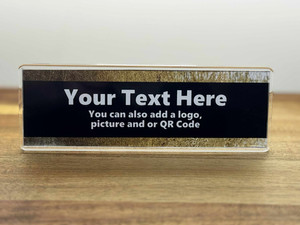 Your Text Here
You can also add a logo,
picture and or QR Code